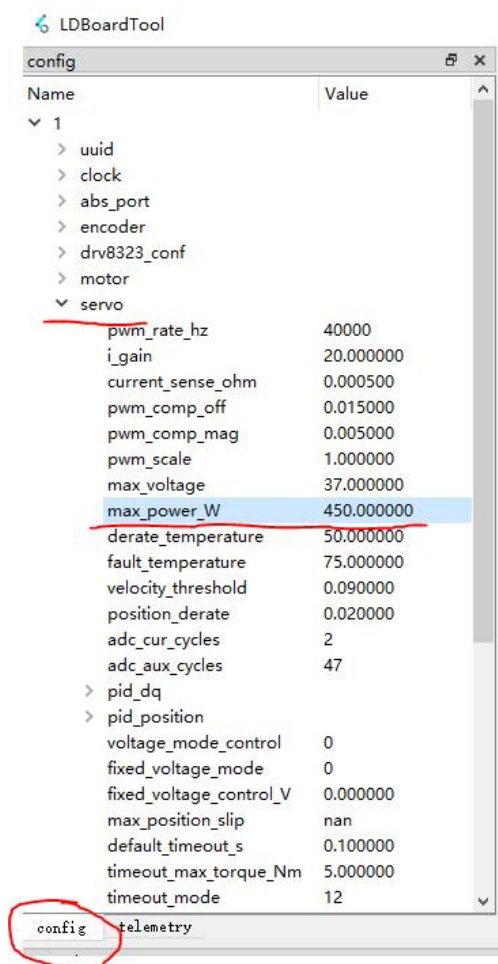 LDBoardTool
config
Name Value
1
uuid
clock
abs_port
encoder
drv8323_conf
motor
servo
pwm_rate_hz 40000
i_gain 20.000000
current_sense_ohm 0.000500
pwm_comp_off 0.015000
pwm_comp_mag 0.005000
pwm_scale 1.000000
max_voltage 37.000000
max_power_W 450.000000
derate_temperature 50.000000
fault_temperature 75.000000
velocity_threshold 0.090000
position_derate 0.020000
adc_cur_cycles 2
adc_aux_cycles 47
pid_dq
pid_position
voltage_mode_control 0
fixed_voltage_mode 0
fixed_voltage_control_V 0.000000
max_position_slip nan
default_timeout_s 0.100000
timeout_max_torque_Nm 5.000000
timeout_mode 12
config telemetry